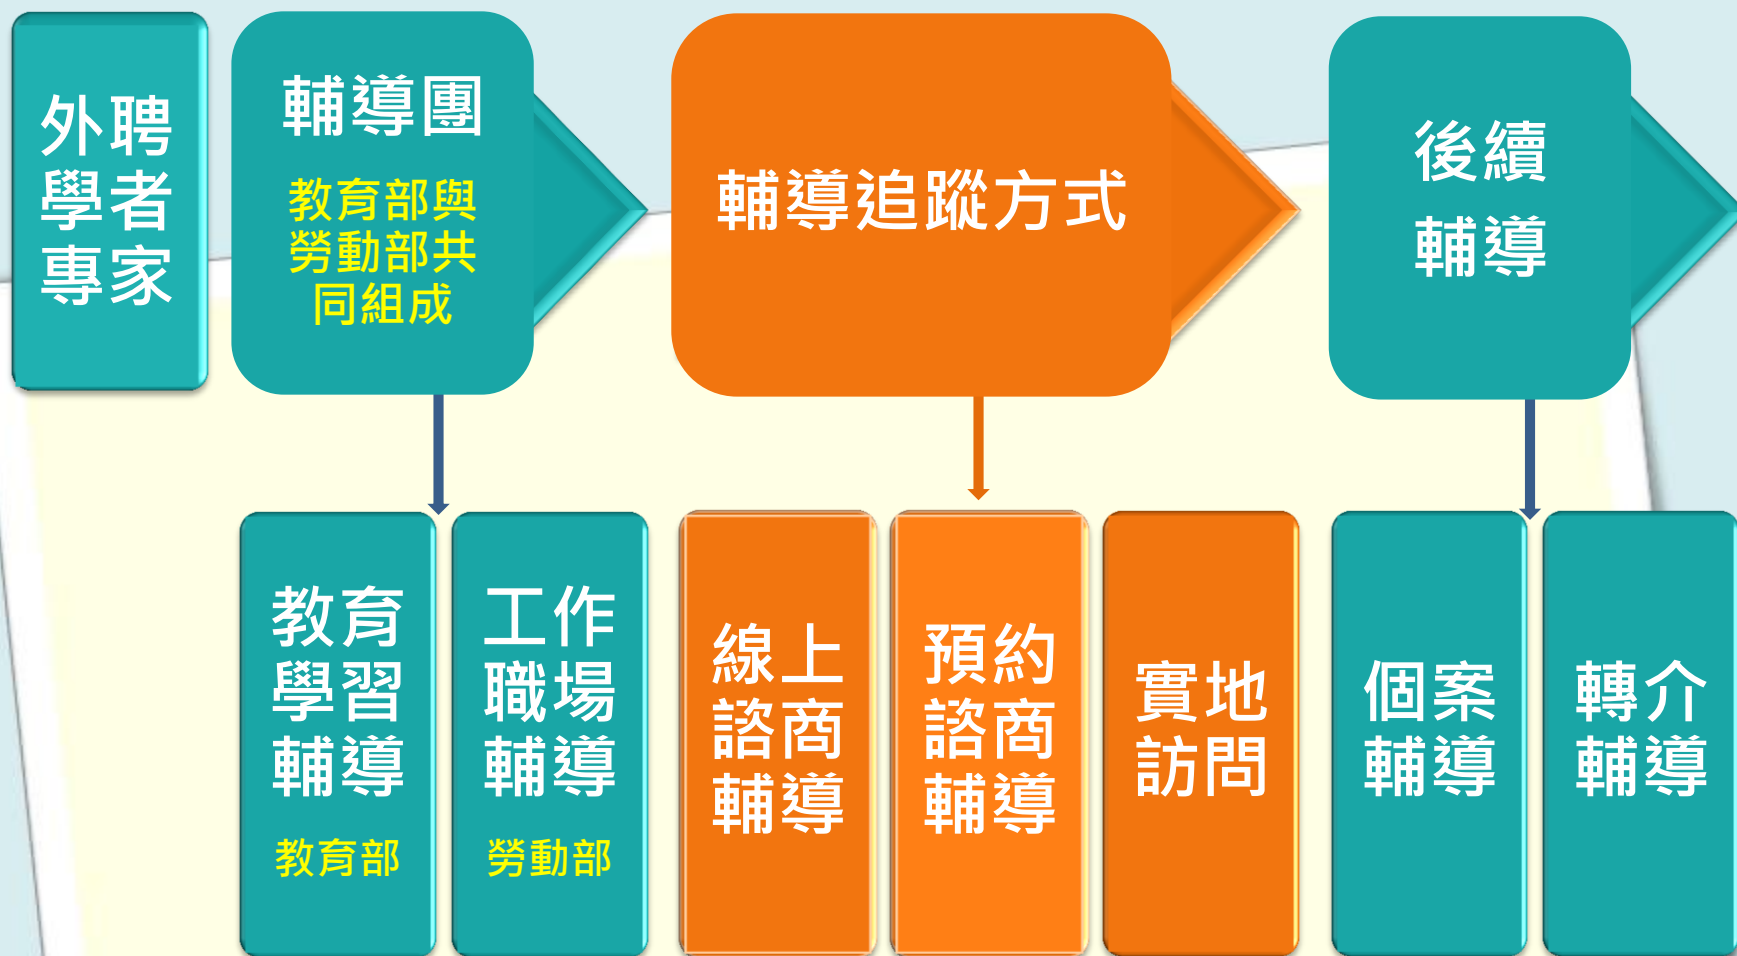 外聘
學者
專家
輔導團
教育部與
勞動部共
同組成
輔導追蹤方式
後續
輔導
教育
學習
輔導
教育部
工作
職場
輔導
勞動部
線上
諮商
輔導
預約
諮商
輔導
實地
訪問
個案
輔導
轉介
輔導